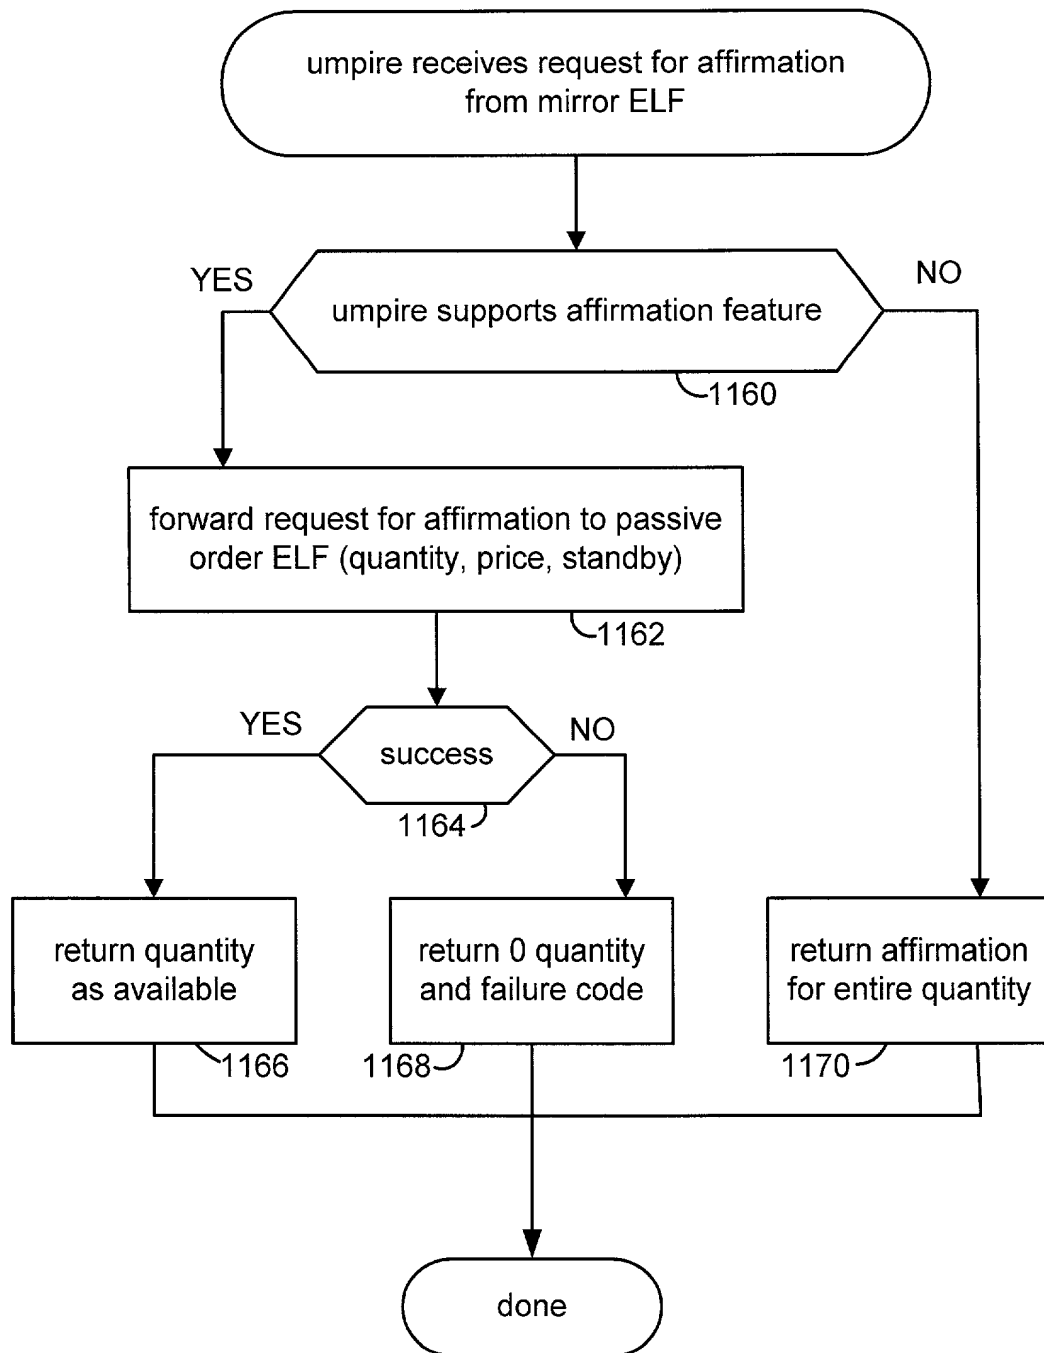 umpire receives request for affirmation
from mirror ELF
YES
NO
umpire supports affirmation feature
1160
forward request for affirmation to passive
order ELF (quantity, price, standby)
1162
YES
NO
success
1164
return quantity
as available
1166
return 0 quantity
and failure code
1168
return affirmation
for entire quantity
1170
done